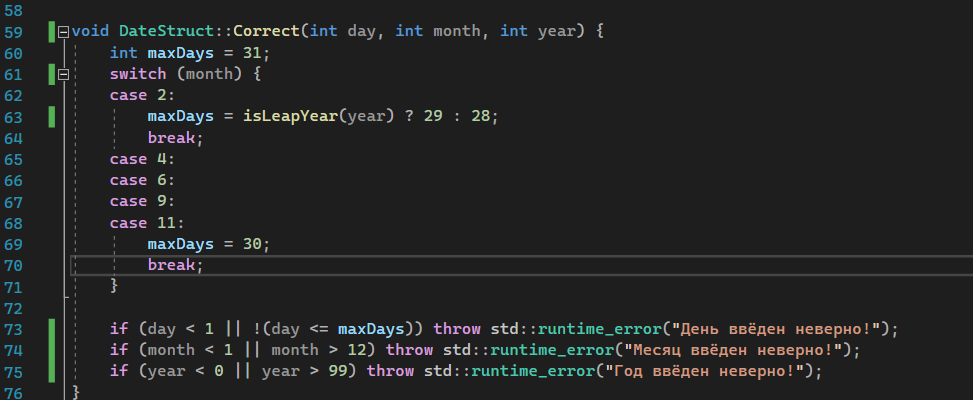 58
59 void DateStruct::Correct(int day, int month, int year) {
60 int maxDays = 31;
61 switch (month) {
62 case 2:
63 maxDays = isLeapYear(year) ? 29 : 28;
64 break;
65 case 4:
66 case 6:
67 case 9:
68 case 11:
69 maxDays = 30;
70 break;
71 }
72
73 if (day < 1 || !(day <= maxDays)) throw std::runtime_error("День ввёден неверно!");
74 if (month < 1 || month > 12) throw std::runtime_error("Месяц ввёден неверно!");
75 if (year < 0 || year > 99) throw std::runtime_error("Год ввёден неверно!");
76 }